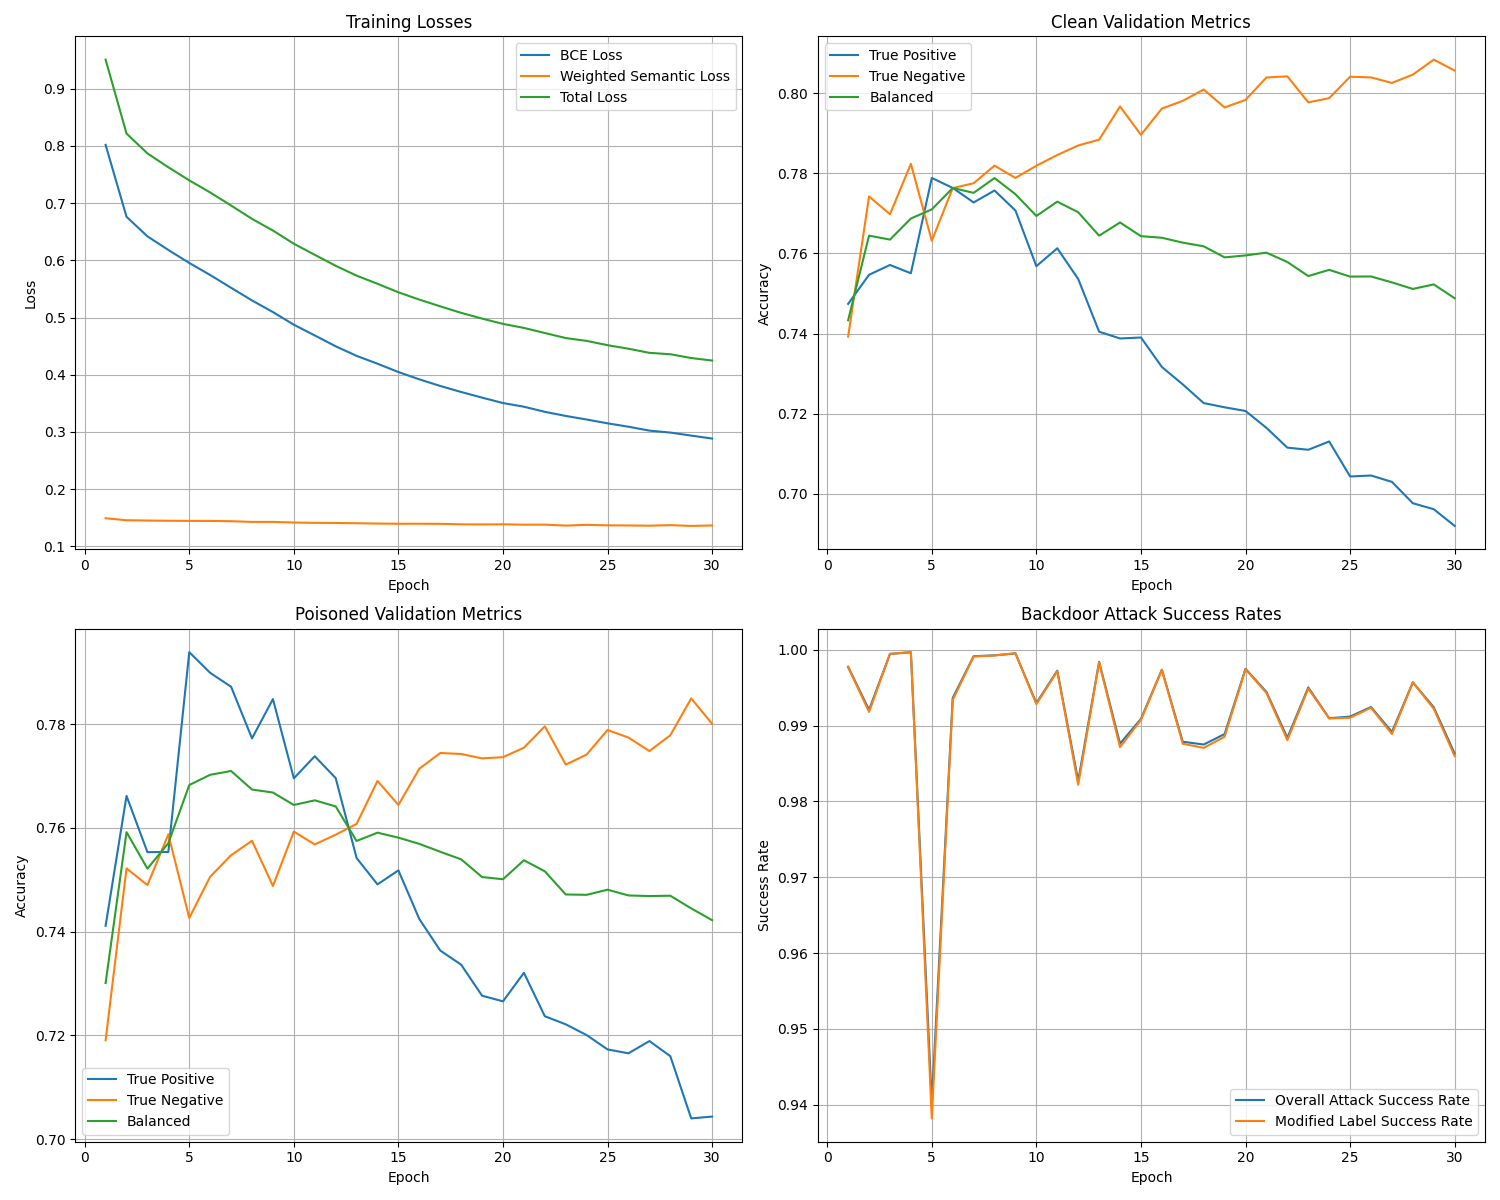 Training Losses
BCE Loss
Weighted Semantic Loss
Total Loss
0.9
0.8
0.7
0.6
0.5
0.4
0.3
0.2
0.1
Loss
0 5 10 15 20 25 30
Epoch
Clean Validation Metrics
True Positive
True Negative
Balanced
0.80
0.78
0.76
0.74
0.72
0.70
Accuracy
0 5 10 15 20 25 30
Epoch
Poisoned Validation Metrics
0.78
0.76
0.74
0.72
0.70
Accuracy
True Positive
True Negative
Balanced
0 5 10 15 20 25 30
Epoch
Backdoor Attack Success Rates
1.00
0.99
0.98
0.97
0.96
0.95
0.94
Success Rate
Overall Attack Success Rate
Modified Label Success Rate
0 5 10 15 20 25 30
Epoch